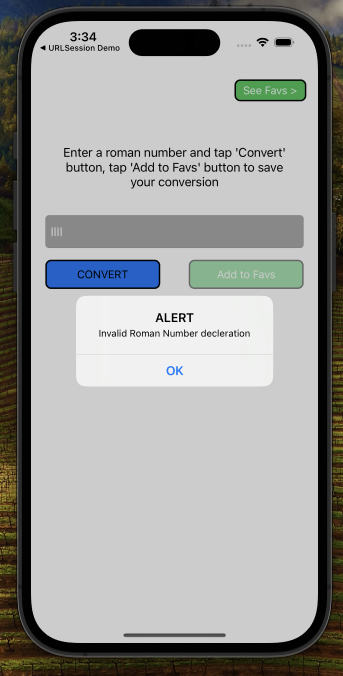 3:34
◀ URLSession Demo
See Favs >
Enter a roman number and tap 'Convert'
button, tap 'Add to Favs' button to save
your conversion
IIII
CONVERT
Add to Favs
ALERT
Invalid Roman Number decleration
OK